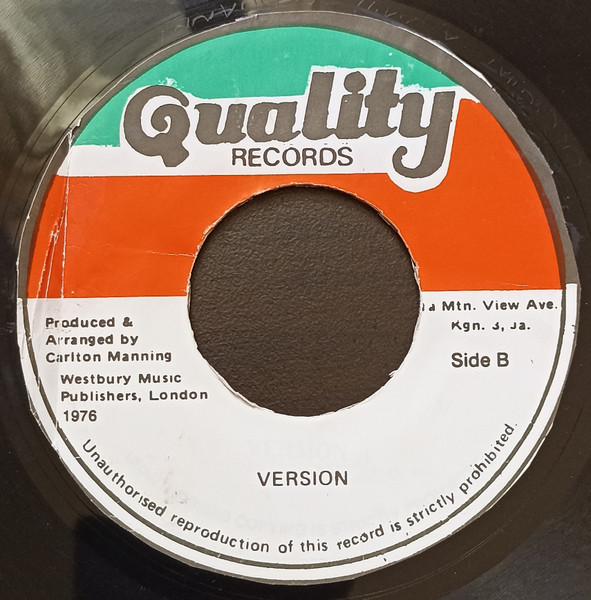 Quality
RECORDS
Produced &
Arranged by
Carlton Manning
Westbury Music
Publishers, London
1976
Mtn. View Ave.
Kgn. 3, Ja.
Side B
VERSION
Unauthorised reproduction of this record is strictly prohibited.